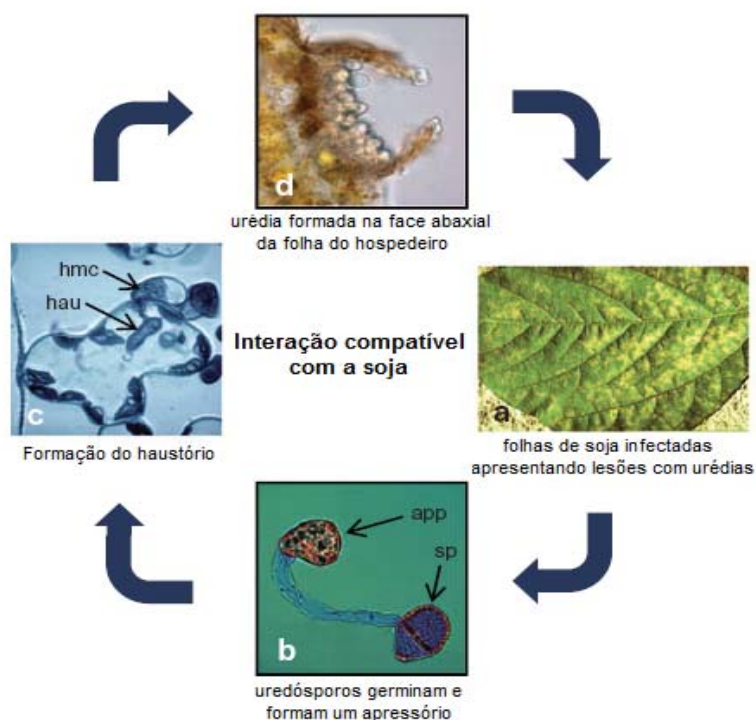 d
urédia formada na face abaxial
da folha do hospedeiro
hmc
hau
c
Formação do haustório
Interação compatível
com a soja
a
folhas de soja infectadas
apresentando lesões com urédias
app
sp
b
uredósporos germinam e
formam um apressório